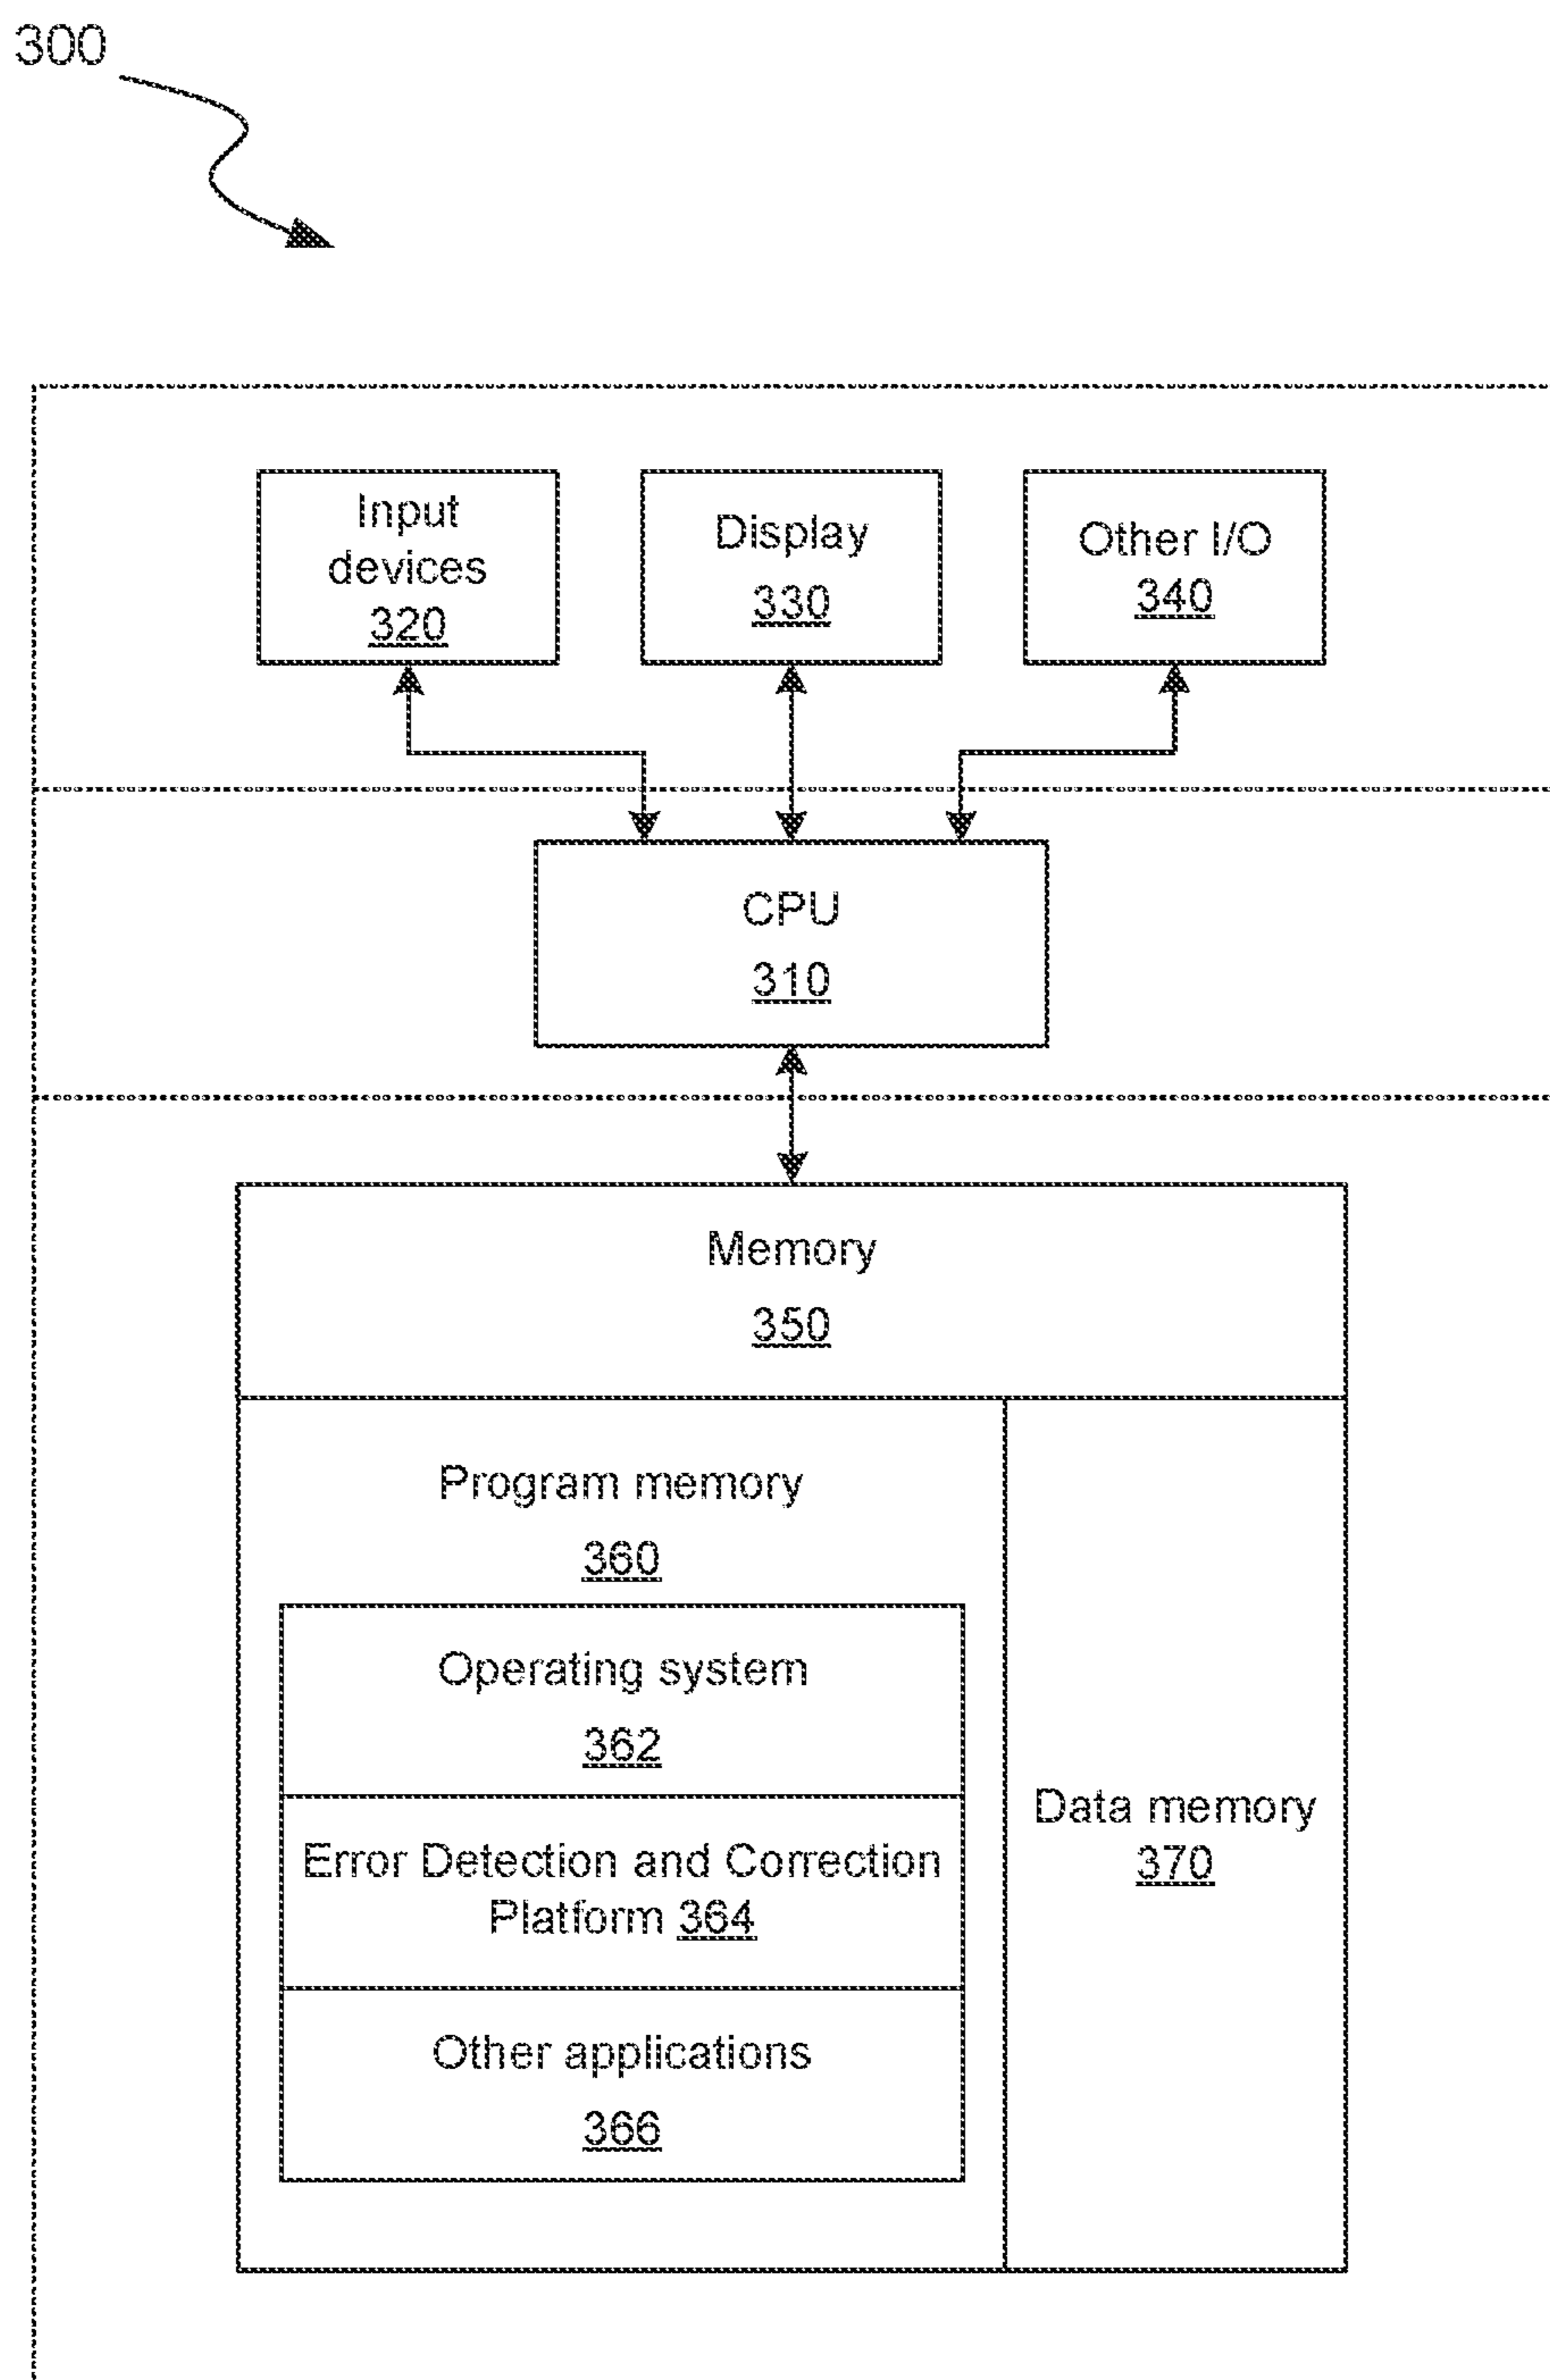 300
Input
devices
320
Display
330
Other I/O
340
CPU
310
Memory
350
Program memory
360
Operating system
362
Error Detection and Correction
Platform 364
Other applications
366
Data memory
370